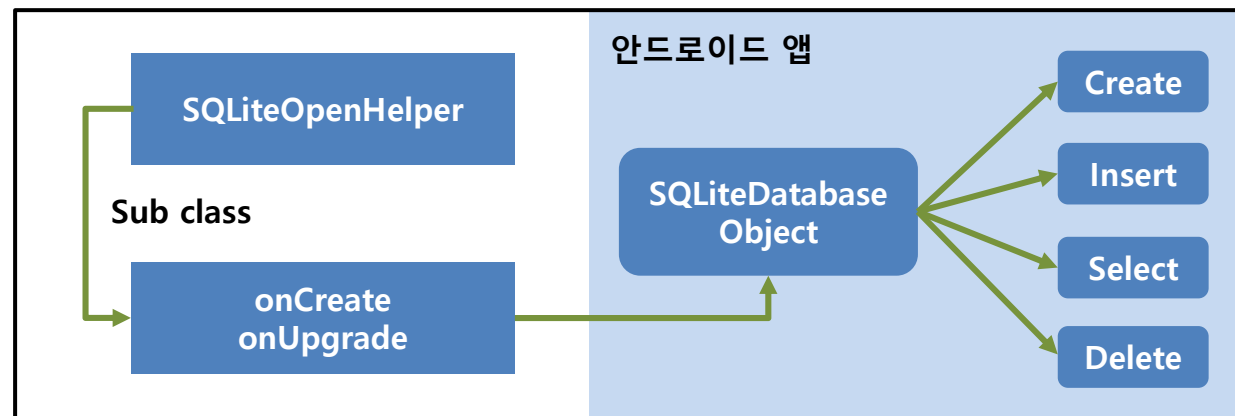 SQLiteOpenHelper
Sub class
onCreate
onUpgrade
안드로이드 앱
SQLiteDatabase
Object
Create
Insert
Select
Delete